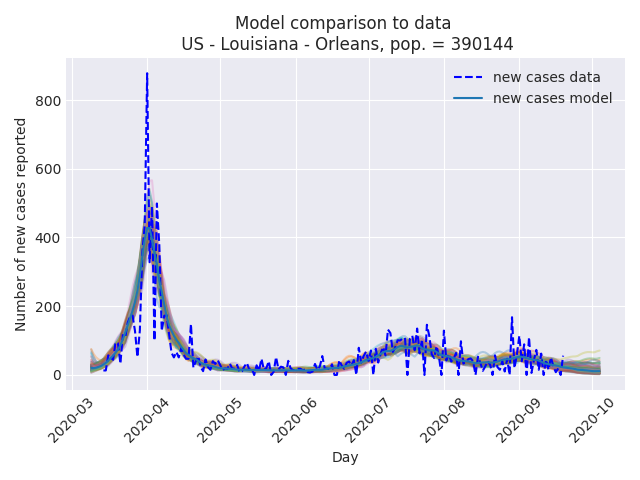 Model comparison to data
US - Louisiana - Orleans, pop. = 390144
new cases data
new cases model
Number of new cases reported
800
600
400
200
0
2020-03
2020-04
2020-05
2020-06
2020-07
2020-08
2020-09
2020-10
Day